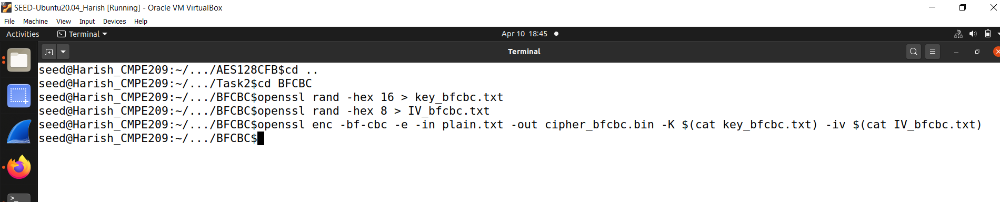 SEED-Ubuntu20.04_Harish [Running] - Oracle VM VirtualBox
File Machine View Input Devices Help
Activities Terminal Apr 10 18:45
Terminal
seed@Harish_CMPE209:~/.../AES128CFB$cd ..
seed@Harish_CMPE209:~/.../Task2$cd BFCBC
seed@Harish_CMPE209:~/.../BFCBC$openssl rand -hex 16 > key_bfcbc.txt
seed@Harish_CMPE209:~/.../BFCBC$openssl rand -hex 8 > IV_bfcbc.txt
seed@Harish_CMPE209:~/.../BFCBC$openssl enc -bf-cbc -e -in plain.txt -out cipher_bfcbc.bin -K $(cat key_bfcbc.txt) -iv $(cat IV_bfcbc.txt)
seed@Harish_CMPE209:~/.../BFCBC$